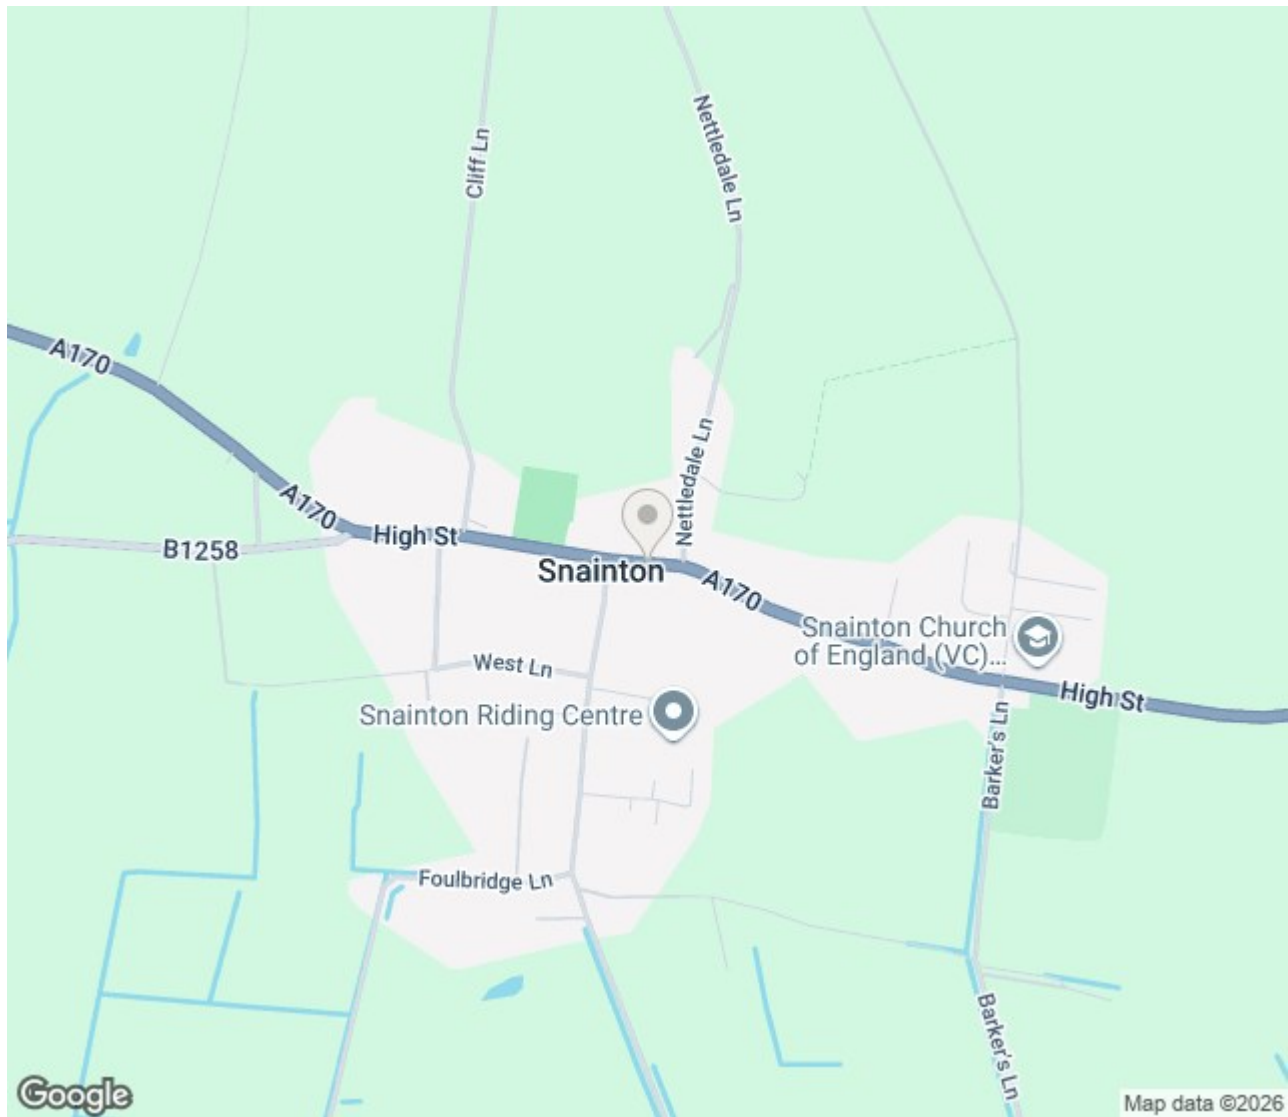 Cliff Ln
Nettledale Ln
A170
Nettledale Ln
A170
High St
B1258
Snainton
A170
Snainton Church
of England (VC)...
West Ln
High St
Snainton Riding Centre
Barker's Ln
Foulbridge Ln
Barker's Ln
Google
Map data ©2026